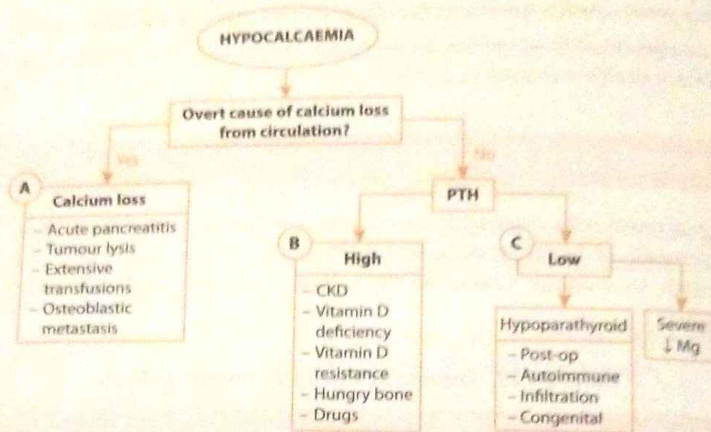 HYPOCALCAEMIA
Overt cause of calcium loss
from circulation?
Yes
No
A
Calcium loss
– Acute pancreatitis
– Tumour lysis
– Extensive
transfusions
– Osteoblastic
metastasis
PTH
B
High
– CKD
– Vitamin D
deficiency
– Vitamin D
resistance
– Hungry bone
– Drugs
C
Low
Hypoparathyroid
– Post-op
– Autoimmune
– Infiltration
– Congenital
Severe
↓ Mg